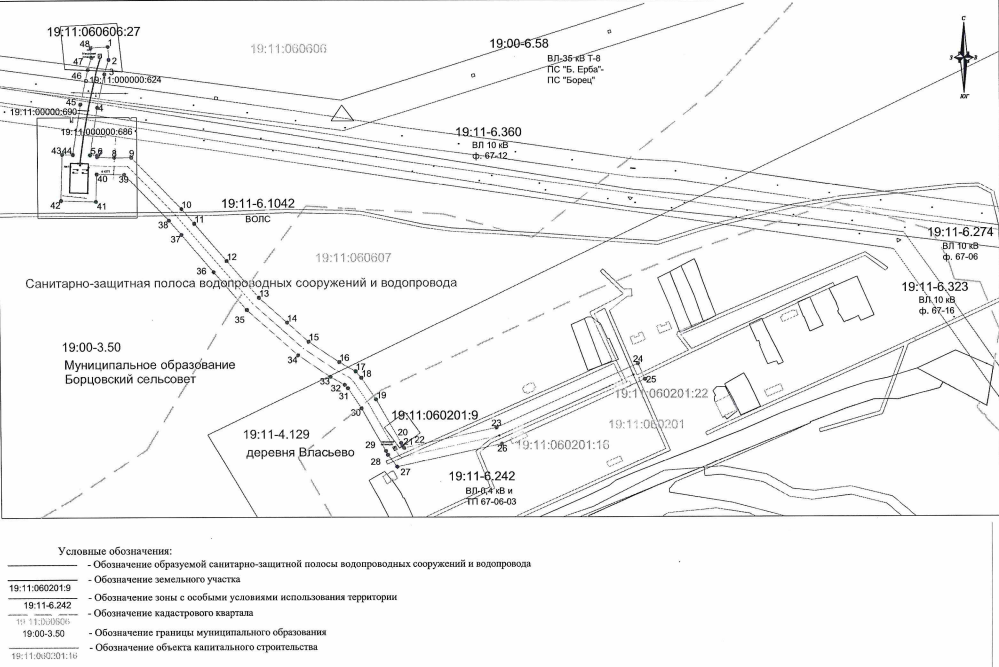 19:11:060606:27
48 1
2
47
3
46
19:11:000000:624
45
4
19:11:00000:690
19:11:000000:686
43 44
5 6
8
9
40
39
42
41
10
11
38
37
12
36
13
35
14
15
34
16
33
17
18
32
31
19
30
20
29
21
22
28
27
23
26
24
25
19:11:060606
19:00-6.58
ВЛ-35 кВ Т-8
ПС "Б. Ерба"-
ПС "Борец"
С
З
Юг
19:11-6.360
ВЛ 10 кВ
ф. 67-12
19:11-6.1042
ВОЛС
19:11-6.274
ВЛ 10 кВ
ф. 67-06
19:11:060607
Санитарно-защитная полоса водопроводных сооружений и водопровода
19:11-6.323
ВЛ 10 кВ
ф. 67-16
19:00-3.50
Муниципальное образование
Борцовский сельсовет
19:11:060201:22
19:11:060201:9
19:11:060201
19:11-4.129
деревня Власьево
19:11:060201:16
19:11-6.242
ВЛ-0,4 кВ и
ТП 67-06-03
Условные обозначения:
- Обозначение образуемой санитарно-защитной полосы водопроводных сооружений и водопровода
- Обозначение земельного участка
19:11:060201:9
- Обозначение зоны с особыми условиями использования территории
19:11-6.242
- Обозначение кадастрового квартала
19:11:060606
- Обозначение границы муниципального образования
19:00-3.50
- Обозначение объекта капитального строительства
19:11:060201:16